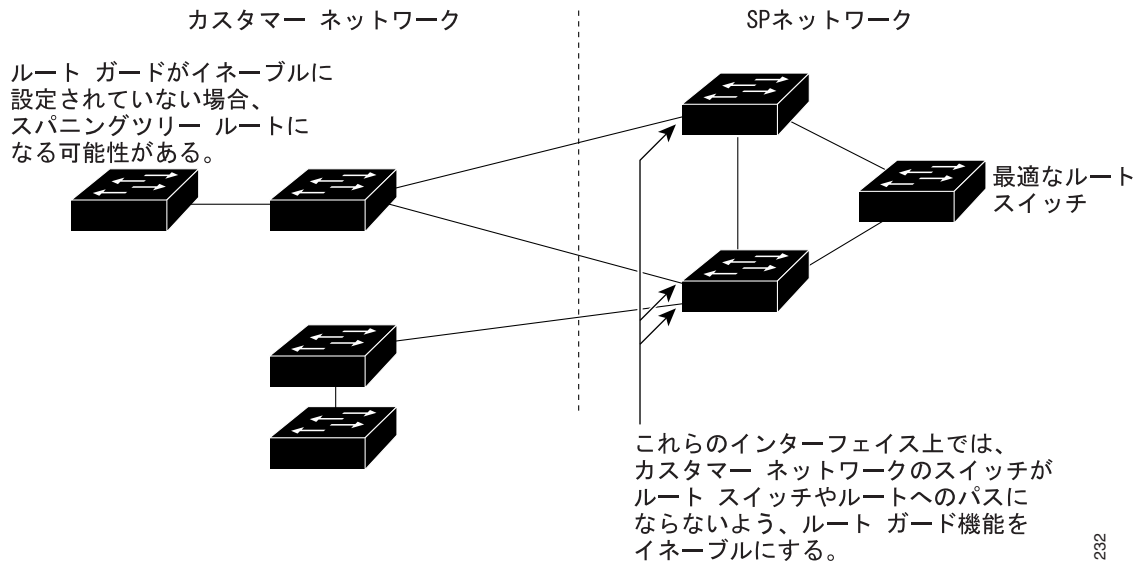 カスタマー ネットワーク
SPネットワーク
ルート ガードがイネーブルに
設定されていない場合、
スパニングツリー ルートに
なる可能性がある。
最適なルート
スイッチ
これらのインターフェイス上では、
カスタマー ネットワークのスイッチが
ルート スイッチやルートへのパスに
ならないよう、ルート ガード機能を
イネーブルにする。
232